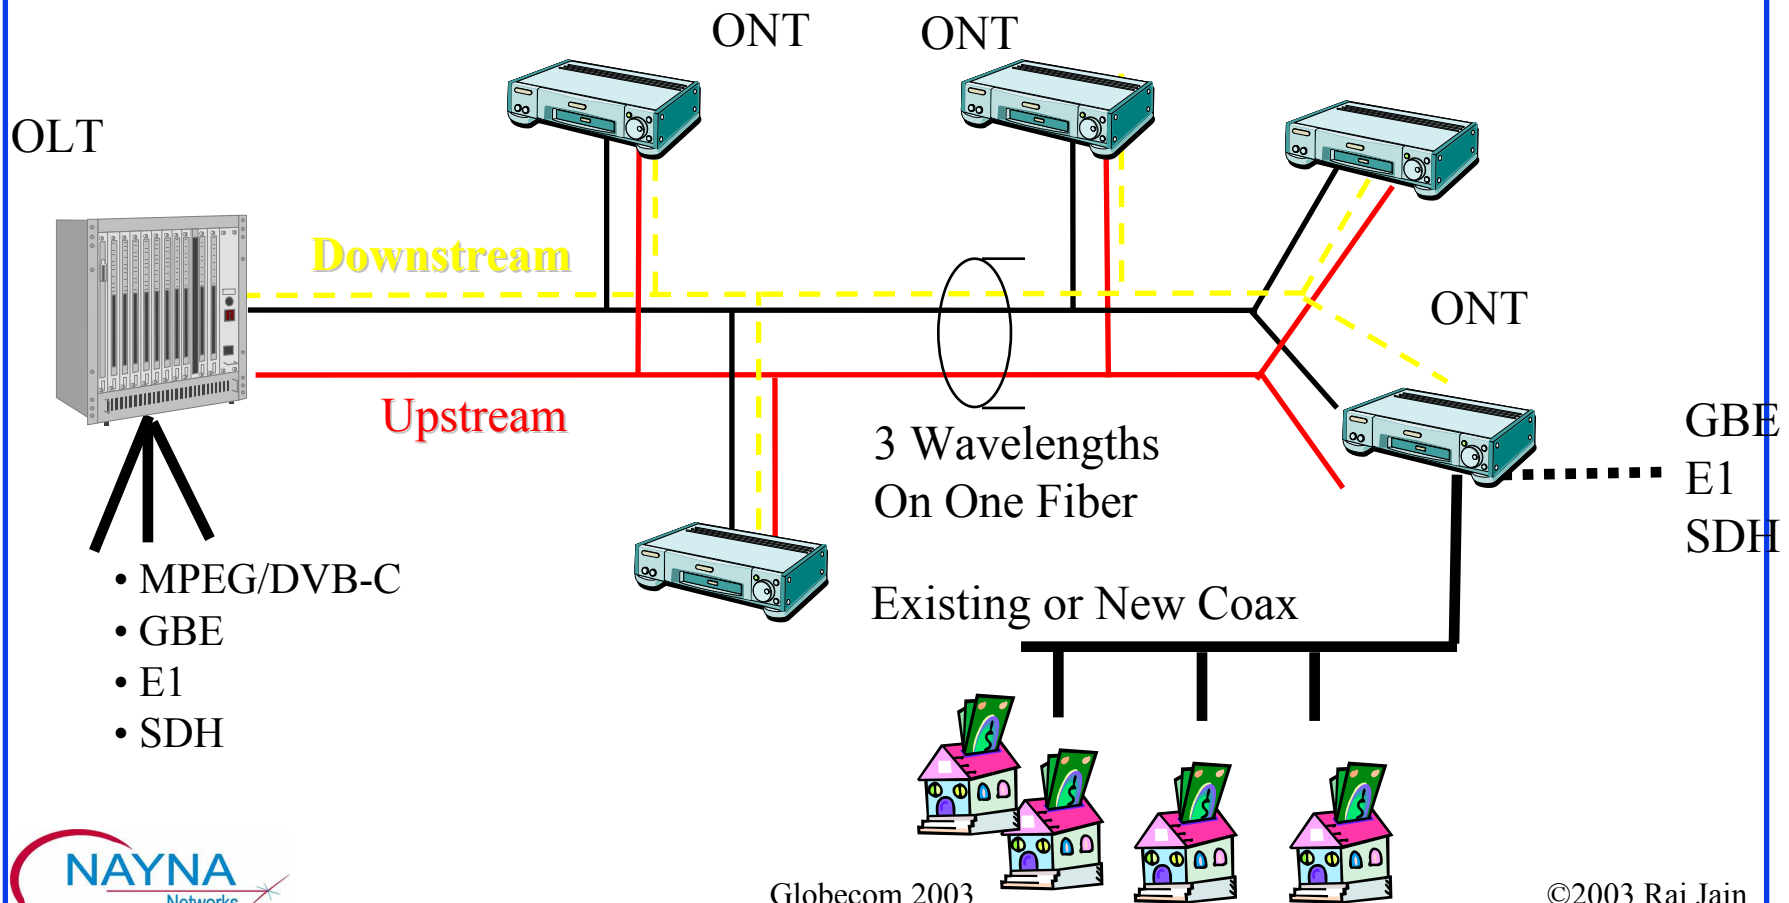 ONT
ONT
OLT
Downstream
ONT
Upstream
3 Wavelengths
On One Fiber
GBE
E1
SDH
• MPEG/DVB-C
• GBE
• E1
• SDH
Existing or New Coax
NAYNA
Networks
Globecom 2003
©2003 Raj Jain